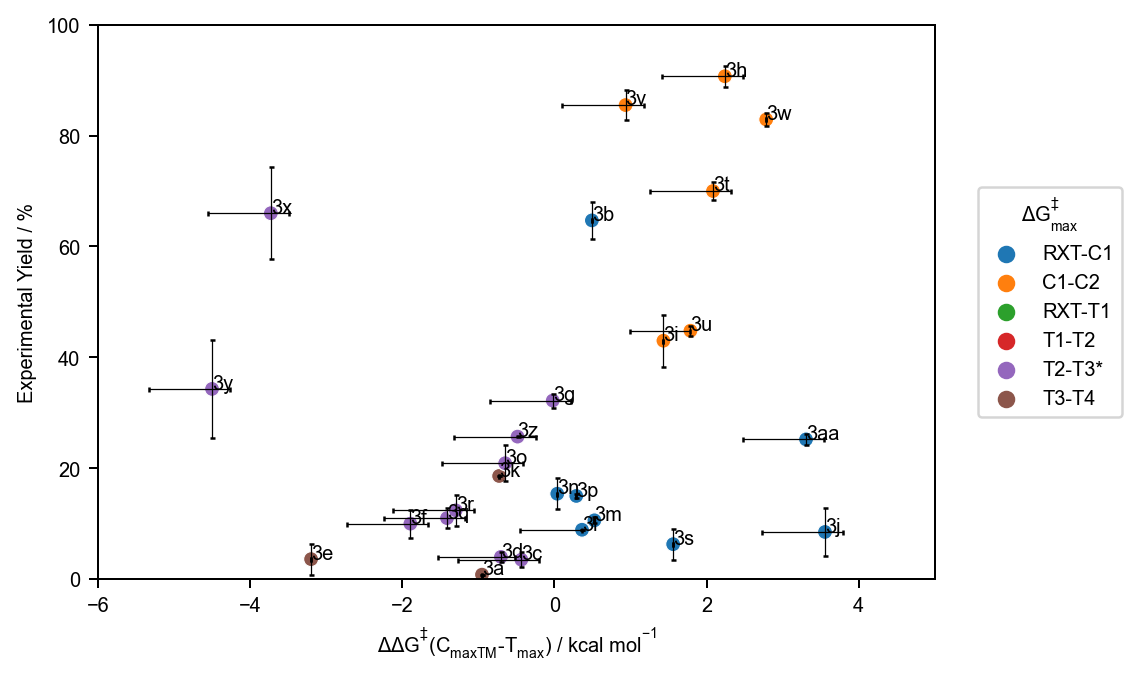 100
80
60
40
20
0
Experimental Yield / %
−6
−4
−2
0
2
4
ΔΔG‡(CmaxTM-Tmax) / kcal mol−1
3h
3v
3w
3t
3x
3b
3u
3i
3y
3g
3z
3aa
3o
3k
3n
3p
3r
3q
3m
3f
3l
3j
3s
3d
3c
3e
3a
ΔG‡max
RXT-C1
C1-C2
RXT-T1
T1-T2
T2-T3*
T3-T4